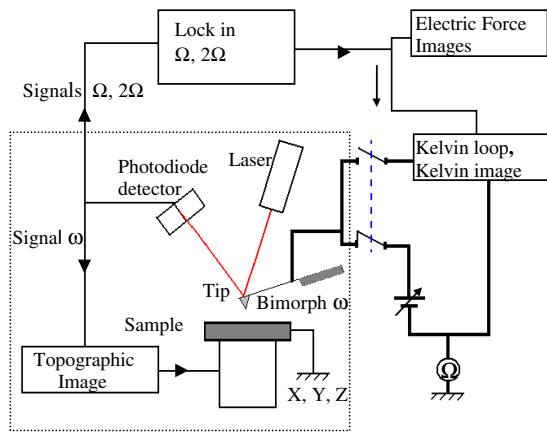 Lock in
Ω, 2Ω
Electric Force
Images
Signals Ω, 2Ω
Kelvin loop,
Kelvin image
Laser
Photodiode
detector
Signal ω
Tip
Bimorph ω
Sample
Topographic
Image
X, Y, Z
Ω